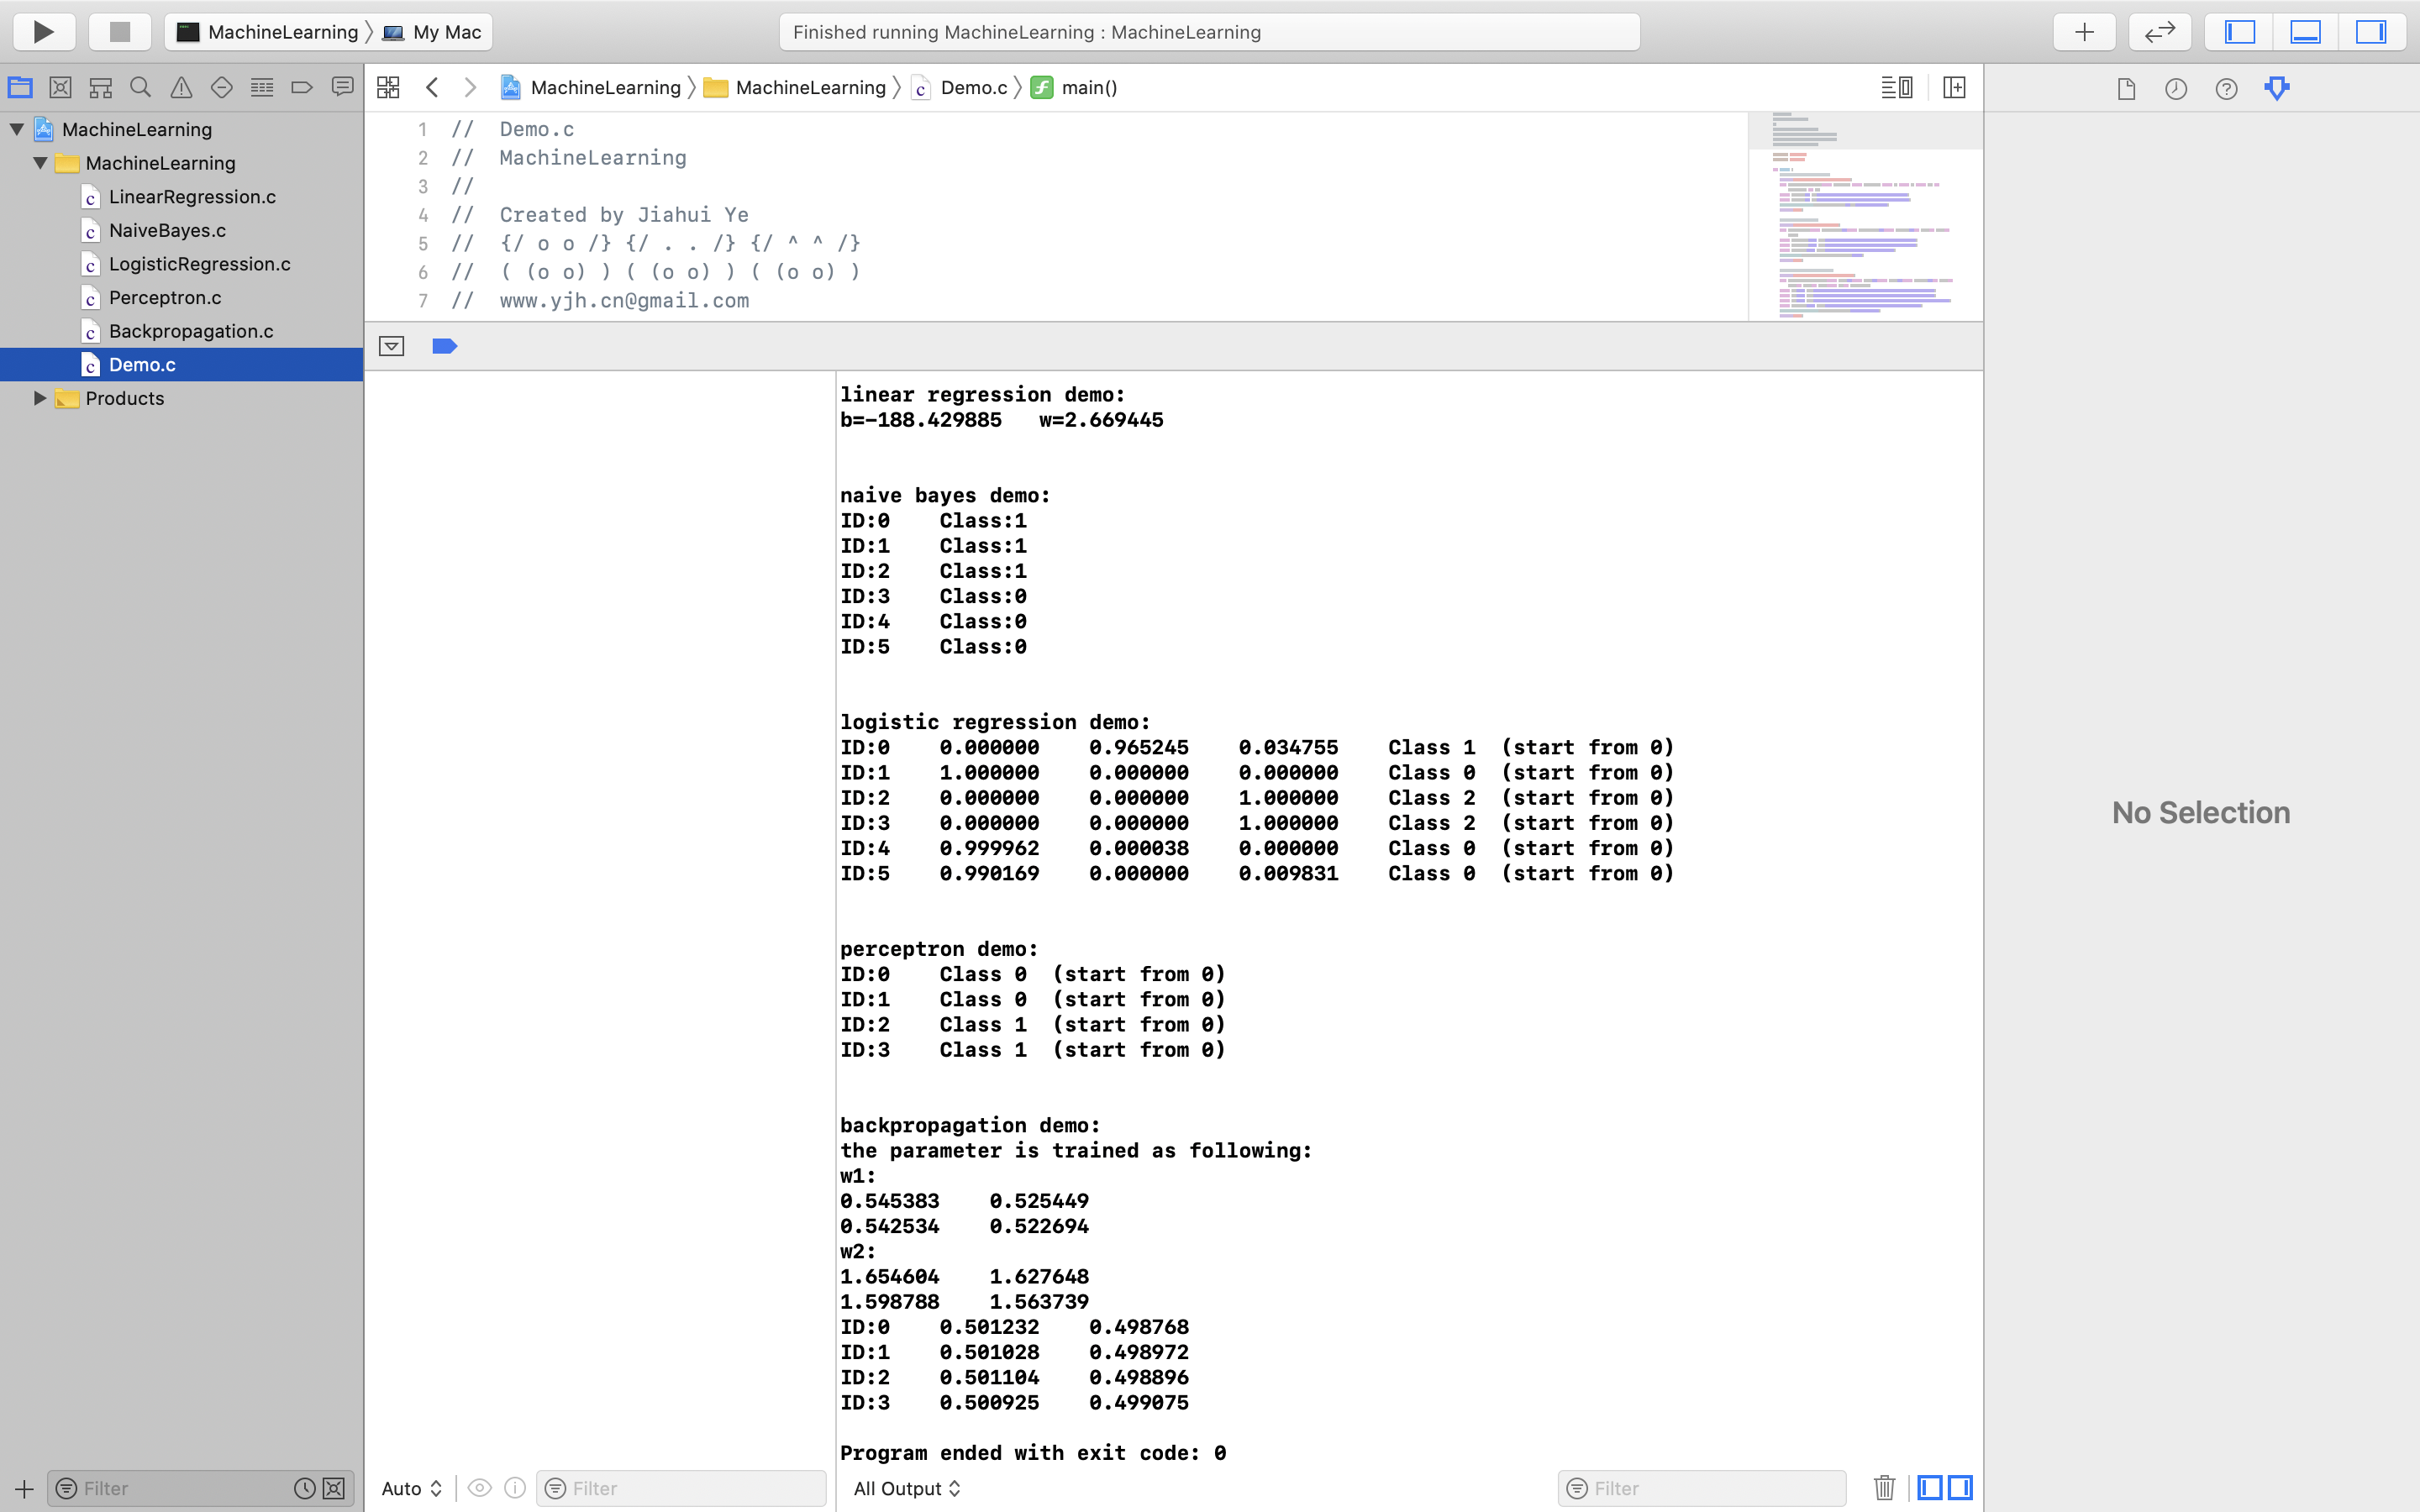 MachineLearning 〉 My Mac
Finished running MachineLearning : MachineLearning
MachineLearning 〉 MachineLearning 〉 Demo.c 〉 main()
MachineLearning
MachineLearning
LinearRegression.c
NaiveBayes.c
LogisticRegression.c
Perceptron.c
Backpropagation.c
Demo.c
Products
1 // Demo.c
2 // MachineLearning
3 //
4 // Created by Jiahui Ye
5 // {/ o o /} {/ . . /} {/ ^ ^ /}
6 // ( (o o) ) ( (o o) ) ( (o o) )
7 // www.yjh.cn@gmail.com
linear regression demo:
b=-188.429885 w=2.669445
naive bayes demo:
ID:0 Class:1
ID:1 Class:1
ID:2 Class:1
ID:3 Class:0
ID:4 Class:0
ID:5 Class:0
logistic regression demo:
ID:0 0.000000 0.965245 0.034755 Class 1 (start from 0)
ID:1 1.000000 0.000000 0.000000 Class 0 (start from 0)
ID:2 0.000000 0.000000 1.000000 Class 2 (start from 0)
ID:3 0.000000 0.000000 1.000000 Class 2 (start from 0)
ID:4 0.999962 0.000038 0.000000 Class 0 (start from 0)
ID:5 0.990169 0.000000 0.009831 Class 0 (start from 0)
perceptron demo:
ID:0 Class 0 (start from 0)
ID:1 Class 0 (start from 0)
ID:2 Class 1 (start from 0)
ID:3 Class 1 (start from 0)
backpropagation demo:
the parameter is trained as following:
w1:
0.545383 0.525449
0.542534 0.522694
w2:
1.654604 1.627648
1.598788 1.563739
ID:0 0.501232 0.498768
ID:1 0.501028 0.498972
ID:2 0.501104 0.498896
ID:3 0.500925 0.499075
Program ended with exit code: 0
No Selection
Filter
Auto
Filter
All Output
Filter